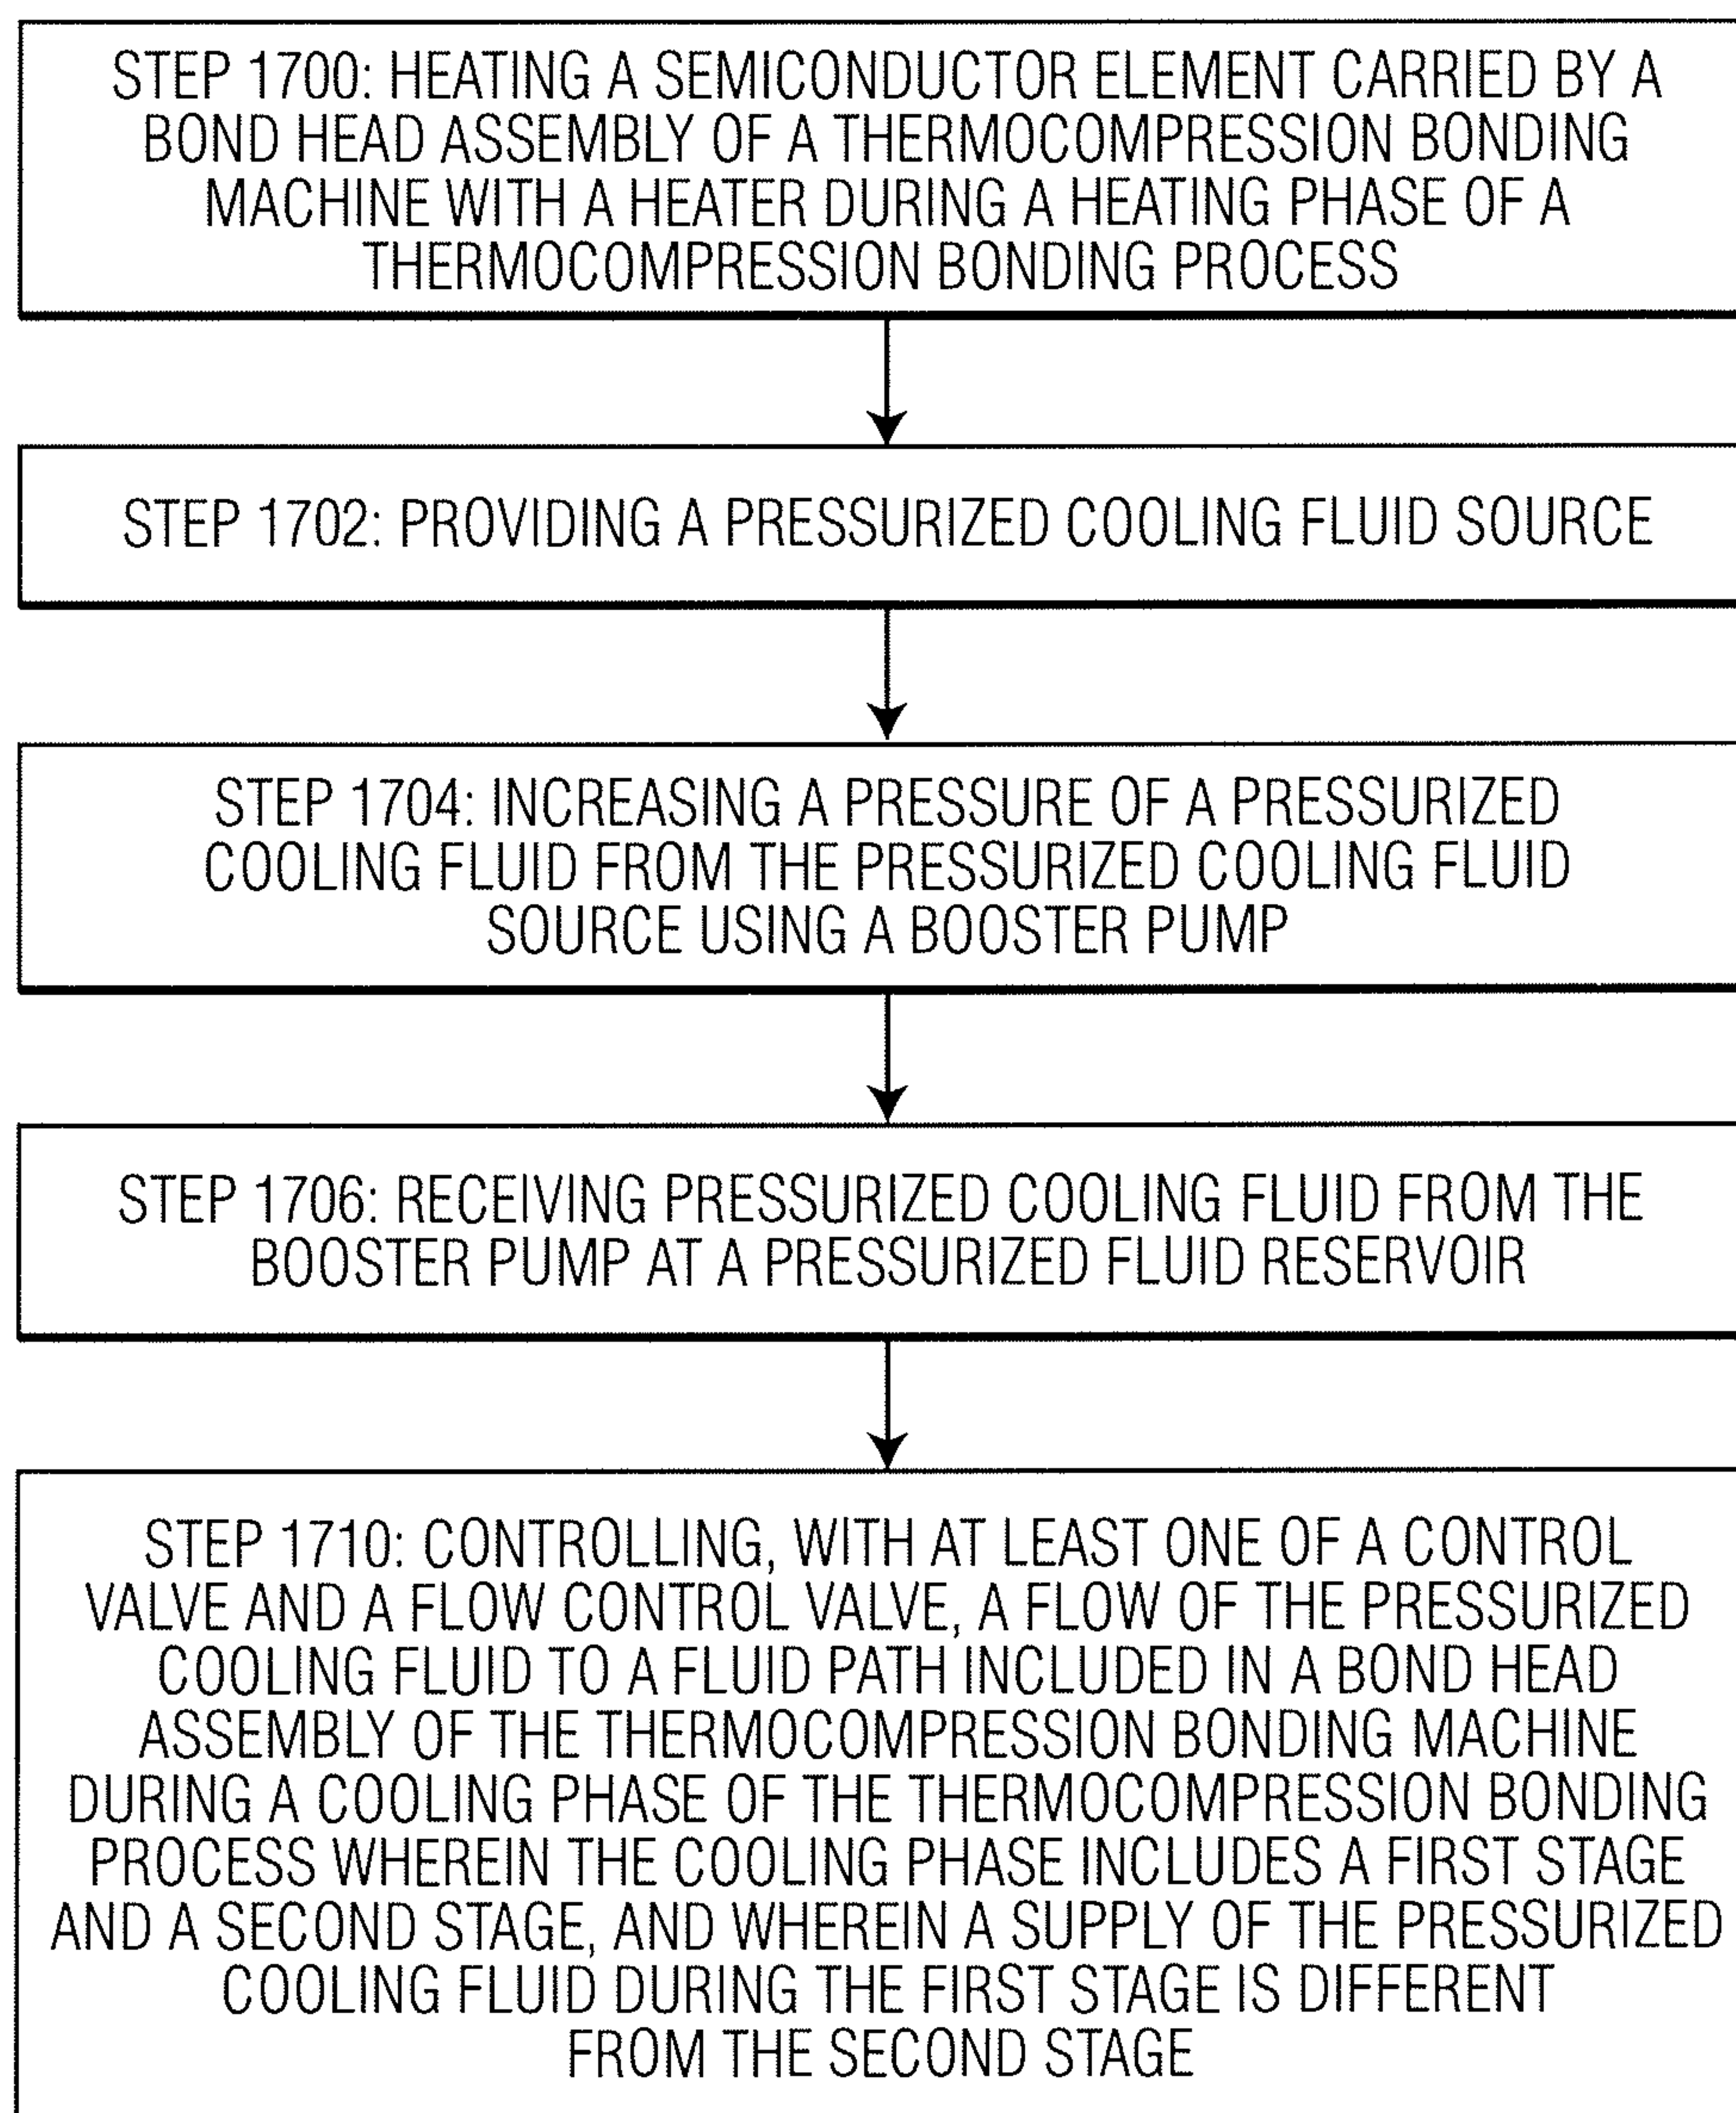 STEP 1700: HEATING A SEMICONDUCTOR ELEMENT CARRIED BY A
BOND HEAD ASSEMBLY OF A THERMOCOMPRESSION BONDING
MACHINE WITH A HEATER DURING A HEATING PHASE OF A
THERMOCOMPRESSION BONDING PROCESS
STEP 1702: PROVIDING A PRESSURIZED COOLING FLUID SOURCE
STEP 1704: INCREASING A PRESSURE OF A PRESSURIZED
COOLING FLUID FROM THE PRESSURIZED COOLING FLUID
SOURCE USING A BOOSTER PUMP
STEP 1706: RECEIVING PRESSURIZED COOLING FLUID FROM THE
BOOSTER PUMP AT A PRESSURIZED FLUID RESERVOIR
STEP 1710: CONTROLLING, WITH AT LEAST ONE OF A CONTROL
VALVE AND A FLOW CONTROL VALVE, A FLOW OF THE PRESSURIZED
COOLING FLUID TO A FLUID PATH INCLUDED IN A BOND HEAD
ASSEMBLY OF THE THERMOCOMPRESSION BONDING MACHINE
DURING A COOLING PHASE OF THE THERMOCOMPRESSION BONDING
PROCESS WHEREIN THE COOLING PHASE INCLUDES A FIRST STAGE
AND A SECOND STAGE, AND WHEREIN A SUPPLY OF THE PRESSURIZED
COOLING FLUID DURING THE FIRST STAGE IS DIFFERENT
FROM THE SECOND STAGE